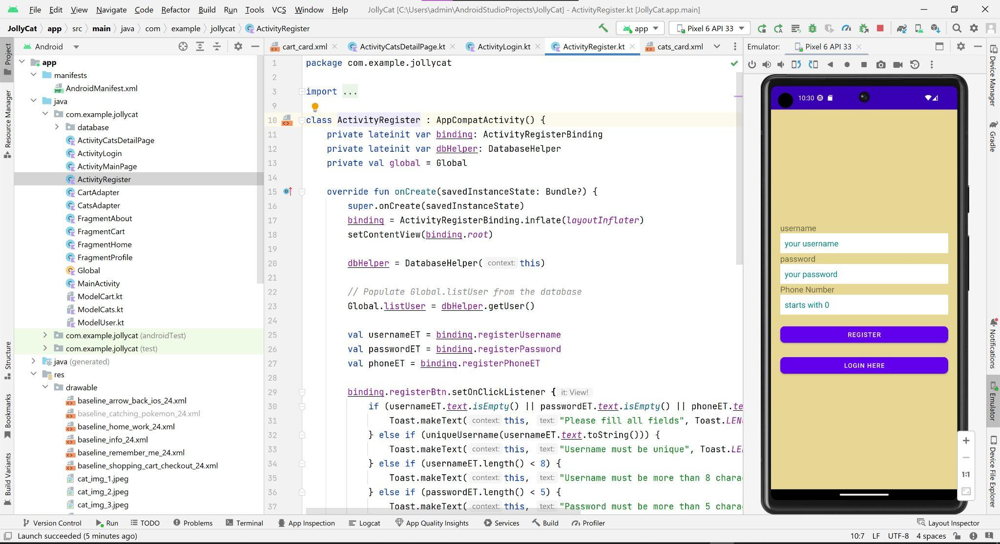 File Edit View Navigate Code Refactor Build Run Tools VCS Window Help JollyCat [C:\Users\admin\AndroidStudioProjects\JollyCat] - ActivityRegister.kt [JollyCat.app.main]
JollyCat app src main java com example jollycat ActivityRegister app Pixel 6 API 33
Project
Resource Manager
Structure
Bookmarks
Build Variants
Android
app
manifests
AndroidManifest.xml
java
com.example.jollycat
database
ActivityCatsDetailPage
ActivityLogin
ActivityMainPage
ActivityRegister
CartAdapter
CatsAdapter
FragmentAbout
FragmentCart
FragmentHome
FragmentProfile
Global
MainActivity
ModelCart.kt
ModelCats.kt
ModelUser.kt
com.example.jollycat (androidTest)
com.example.jollycat (test)
java (generated)
res
drawable
baseline_arrow_back_ios_24.xml
baseline_catching_pokemon_24.xml
baseline_home_work_24.xml
baseline_info_24.xml
baseline_remember_me_24.xml
baseline_shopping_cart_checkout_24.xml
cat_img_1.jpeg
cat_img_2.jpeg
cat_img_3.jpeg
cart_card.xml ActivityCatsDetailPage.kt ActivityLogin.kt ActivityRegister.kt cats_card.xml
1 package com.example.jollycat
2
3 import ...
9
10 class ActivityRegister : AppCompatActivity() {
11 private lateinit var binding: ActivityRegisterBinding
12 private lateinit var dbHelper: DatabaseHelper
13 private val global = Global
14
15 override fun onCreate(savedInstanceState: Bundle?) {
16 super.onCreate(savedInstanceState)
17 binding = ActivityRegisterBinding.inflate(layoutInflater)
18 setContentView(binding.root)
19
20 dbHelper = DatabaseHelper( context: this)
21
22 // Populate Global.listUser from the database
23 Global.listUser = dbHelper.getUser()
24
25 val usernameET = binding.registerUsername
26 val passwordET = binding.registerPassword
27 val phoneET = binding.registerPhoneET
28
29 binding.registerBtn.setOnClickListener { it: View!
30 if (usernameET.text.isEmpty() || passwordET.text.isEmpty() || phoneET.te
31 Toast.makeText( context: this, text: "Please fill all fields", Toast.LEN
32 } else if (uniqueUsername(usernameET.text.toString())) {
33 Toast.makeText( context: this, text: "Username must be unique", Toast.LE
34 } else if (usernameET.length() < 8) {
35 Toast.makeText( context: this, text: "Username must be more than 8 chara
36 } else if (passwordET.length() < 5) {
37 Toast.makeText( context: this, text: "Password must be more than 5 chara
Emulator: Pixel 6 API 33
10:30
username
your username
password
your password
Phone Number
starts with 0
REGISTER
LOGIN HERE
1:1
Device Manager
Gradle
Notifications
Emulator
Device File Explorer
Version Control Run TODO Problems Terminal App Inspection Logcat App Quality Insights Services Build Profiler Layout Inspector
Launch succeeded (5 minutes ago) 10:7 LF UTF-8 4 spaces